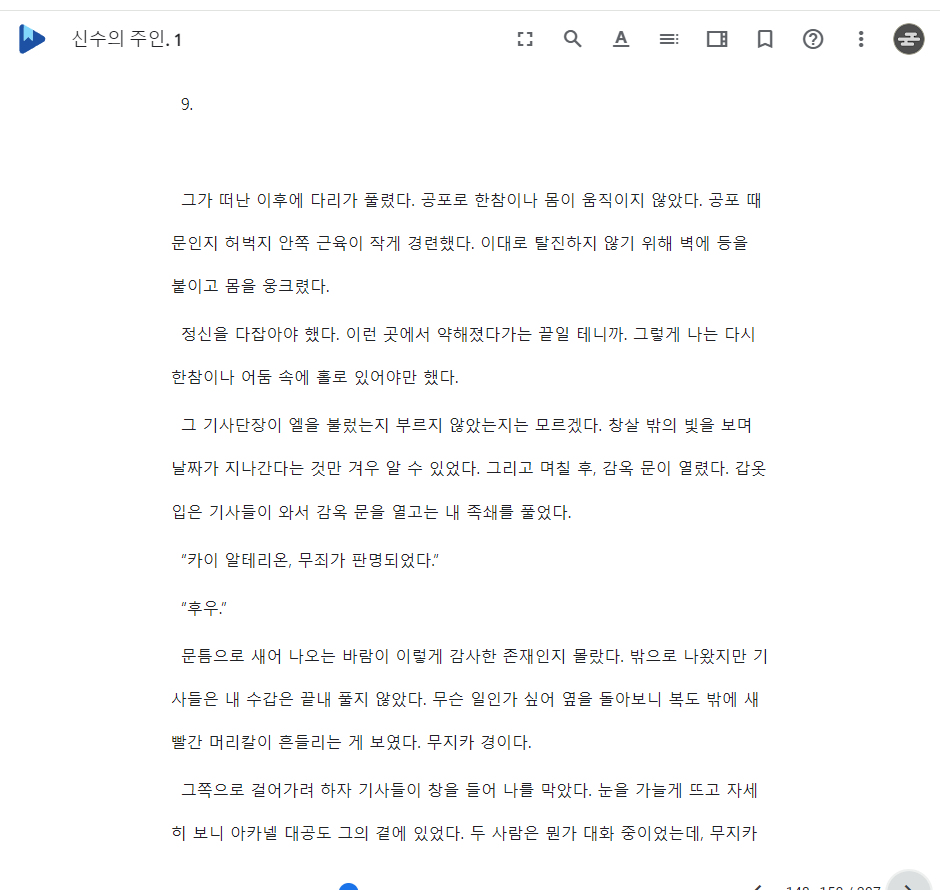 신수의 주인. 1
9.
그가 떠난 이후에 다리가 풀렸다. 공포로 한참이나 몸이 움직이지 않았다. 공포 때
문인지 허벅지 안쪽 근육이 작게 경련했다. 이대로 탈진하지 않기 위해 벽에 등을
붙이고 몸을 웅크렸다.
정신을 다잡아야 했다. 이런 곳에서 약해졌다가는 끝일 테니까. 그렇게 나는 다시
한참이나 어둠 속에 홀로 있어야만 했다.
그 기사단장이 엘을 불렀는지 부르지 않았는지는 모르겠다. 창살 밖의 빛을 보며
날짜가 지나간다는 것만 겨우 알 수 있었다. 그리고 며칠 후, 감옥 문이 열렸다. 갑옷
입은 기사들이 와서 감옥 문을 열고는 내 족쇄를 풀었다.
“카이 알테리온, 무죄가 판명되었다.”
“후우.”
문틈으로 새어 나오는 바람이 이렇게 감사한 존재인지 몰랐다. 밖으로 나왔지만 기
사들은 내 수갑은 끝내 풀지 않았다. 무슨 일인가 싶어 옆을 돌아보니 복도 밖에 새
빨간 머리칼이 흔들리는 게 보였다. 무지카 경이다.
그쪽으로 걸어가려 하자 기사들이 창을 들어 나를 막았다. 눈을 가늘게 뜨고 자세
히 보니 아카넬 대공도 그의 곁에 있었다. 두 사람은 뭔가 대화 중이었는데, 무지카